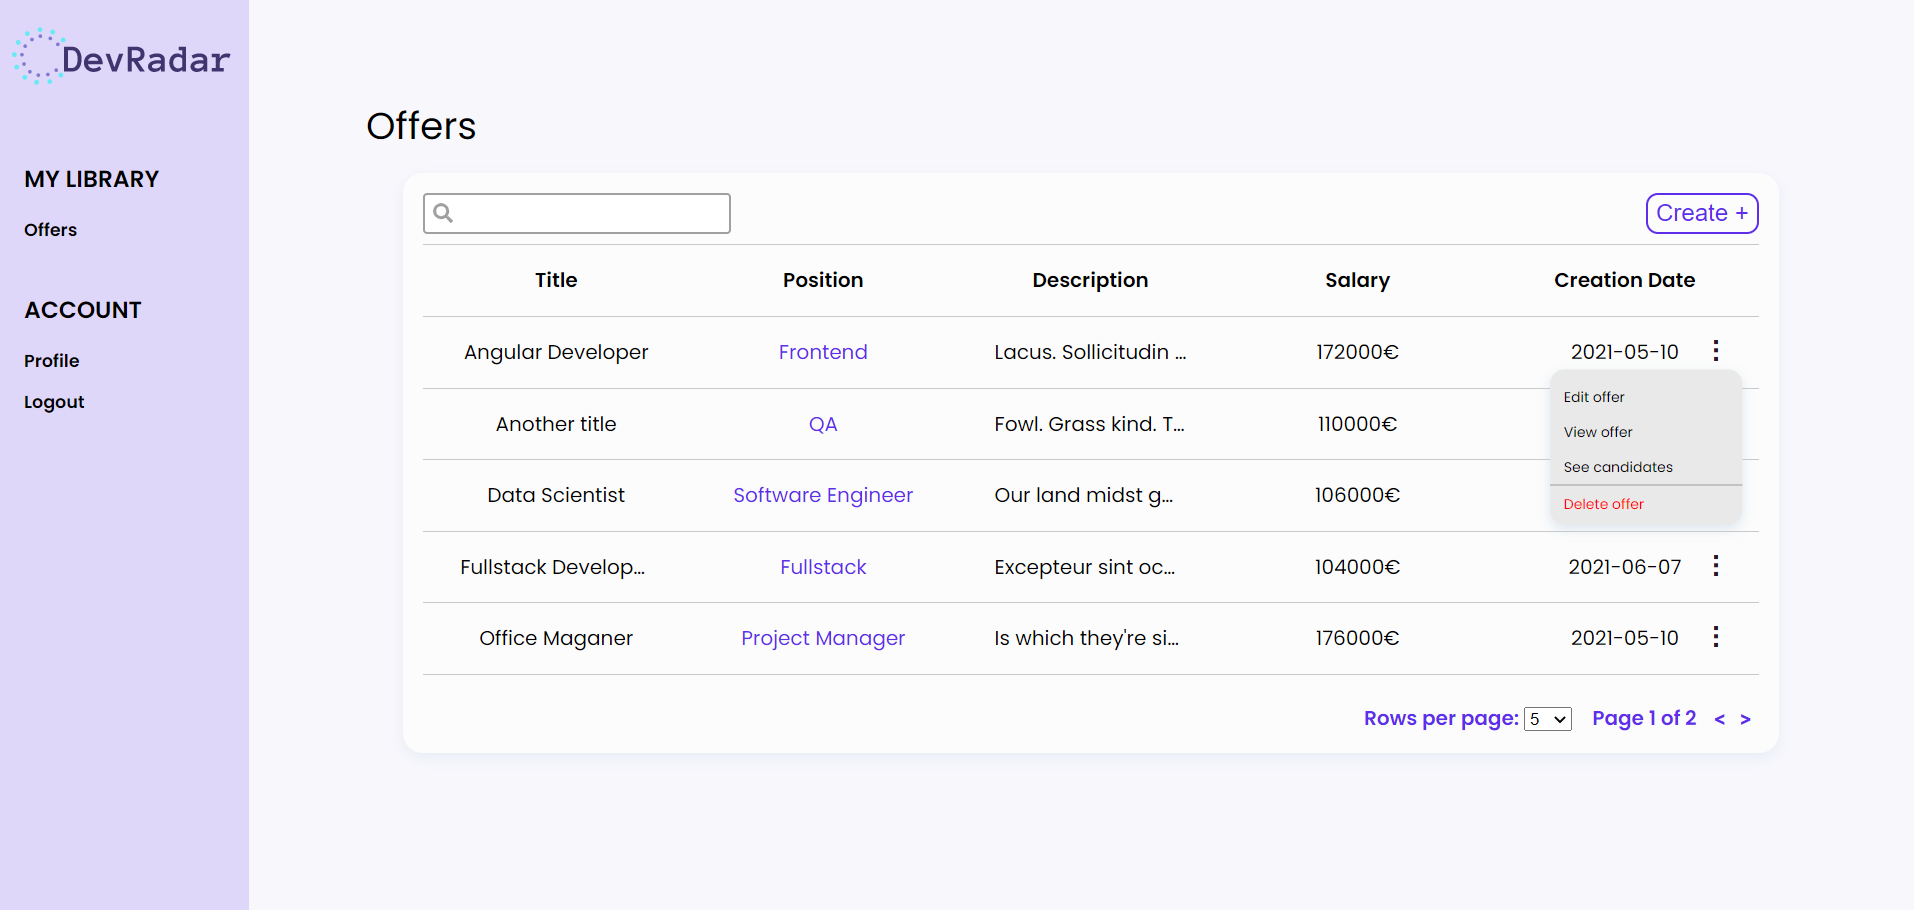 DevRadar
MY LIBRARY
Offers
ACCOUNT
Profile
Logout
Offers
Create +
Title Position Description Salary Creation Date
Angular Developer Frontend Lacus. Sollicitudin ... 172000€ 2021-05-10
Another title QA Fowl. Grass kind. T... 110000€
Data Scientist Software Engineer Our land midst g... 106000€
Edit offer
View offer
See candidates
Delete offer
Fullstack Develop... Fullstack Excepteur sint oc... 104000€ 2021-06-07
Office Maganer Project Manager Is which they're si... 176000€ 2021-05-10
Rows per page: 5 Page 1 of 2 < >